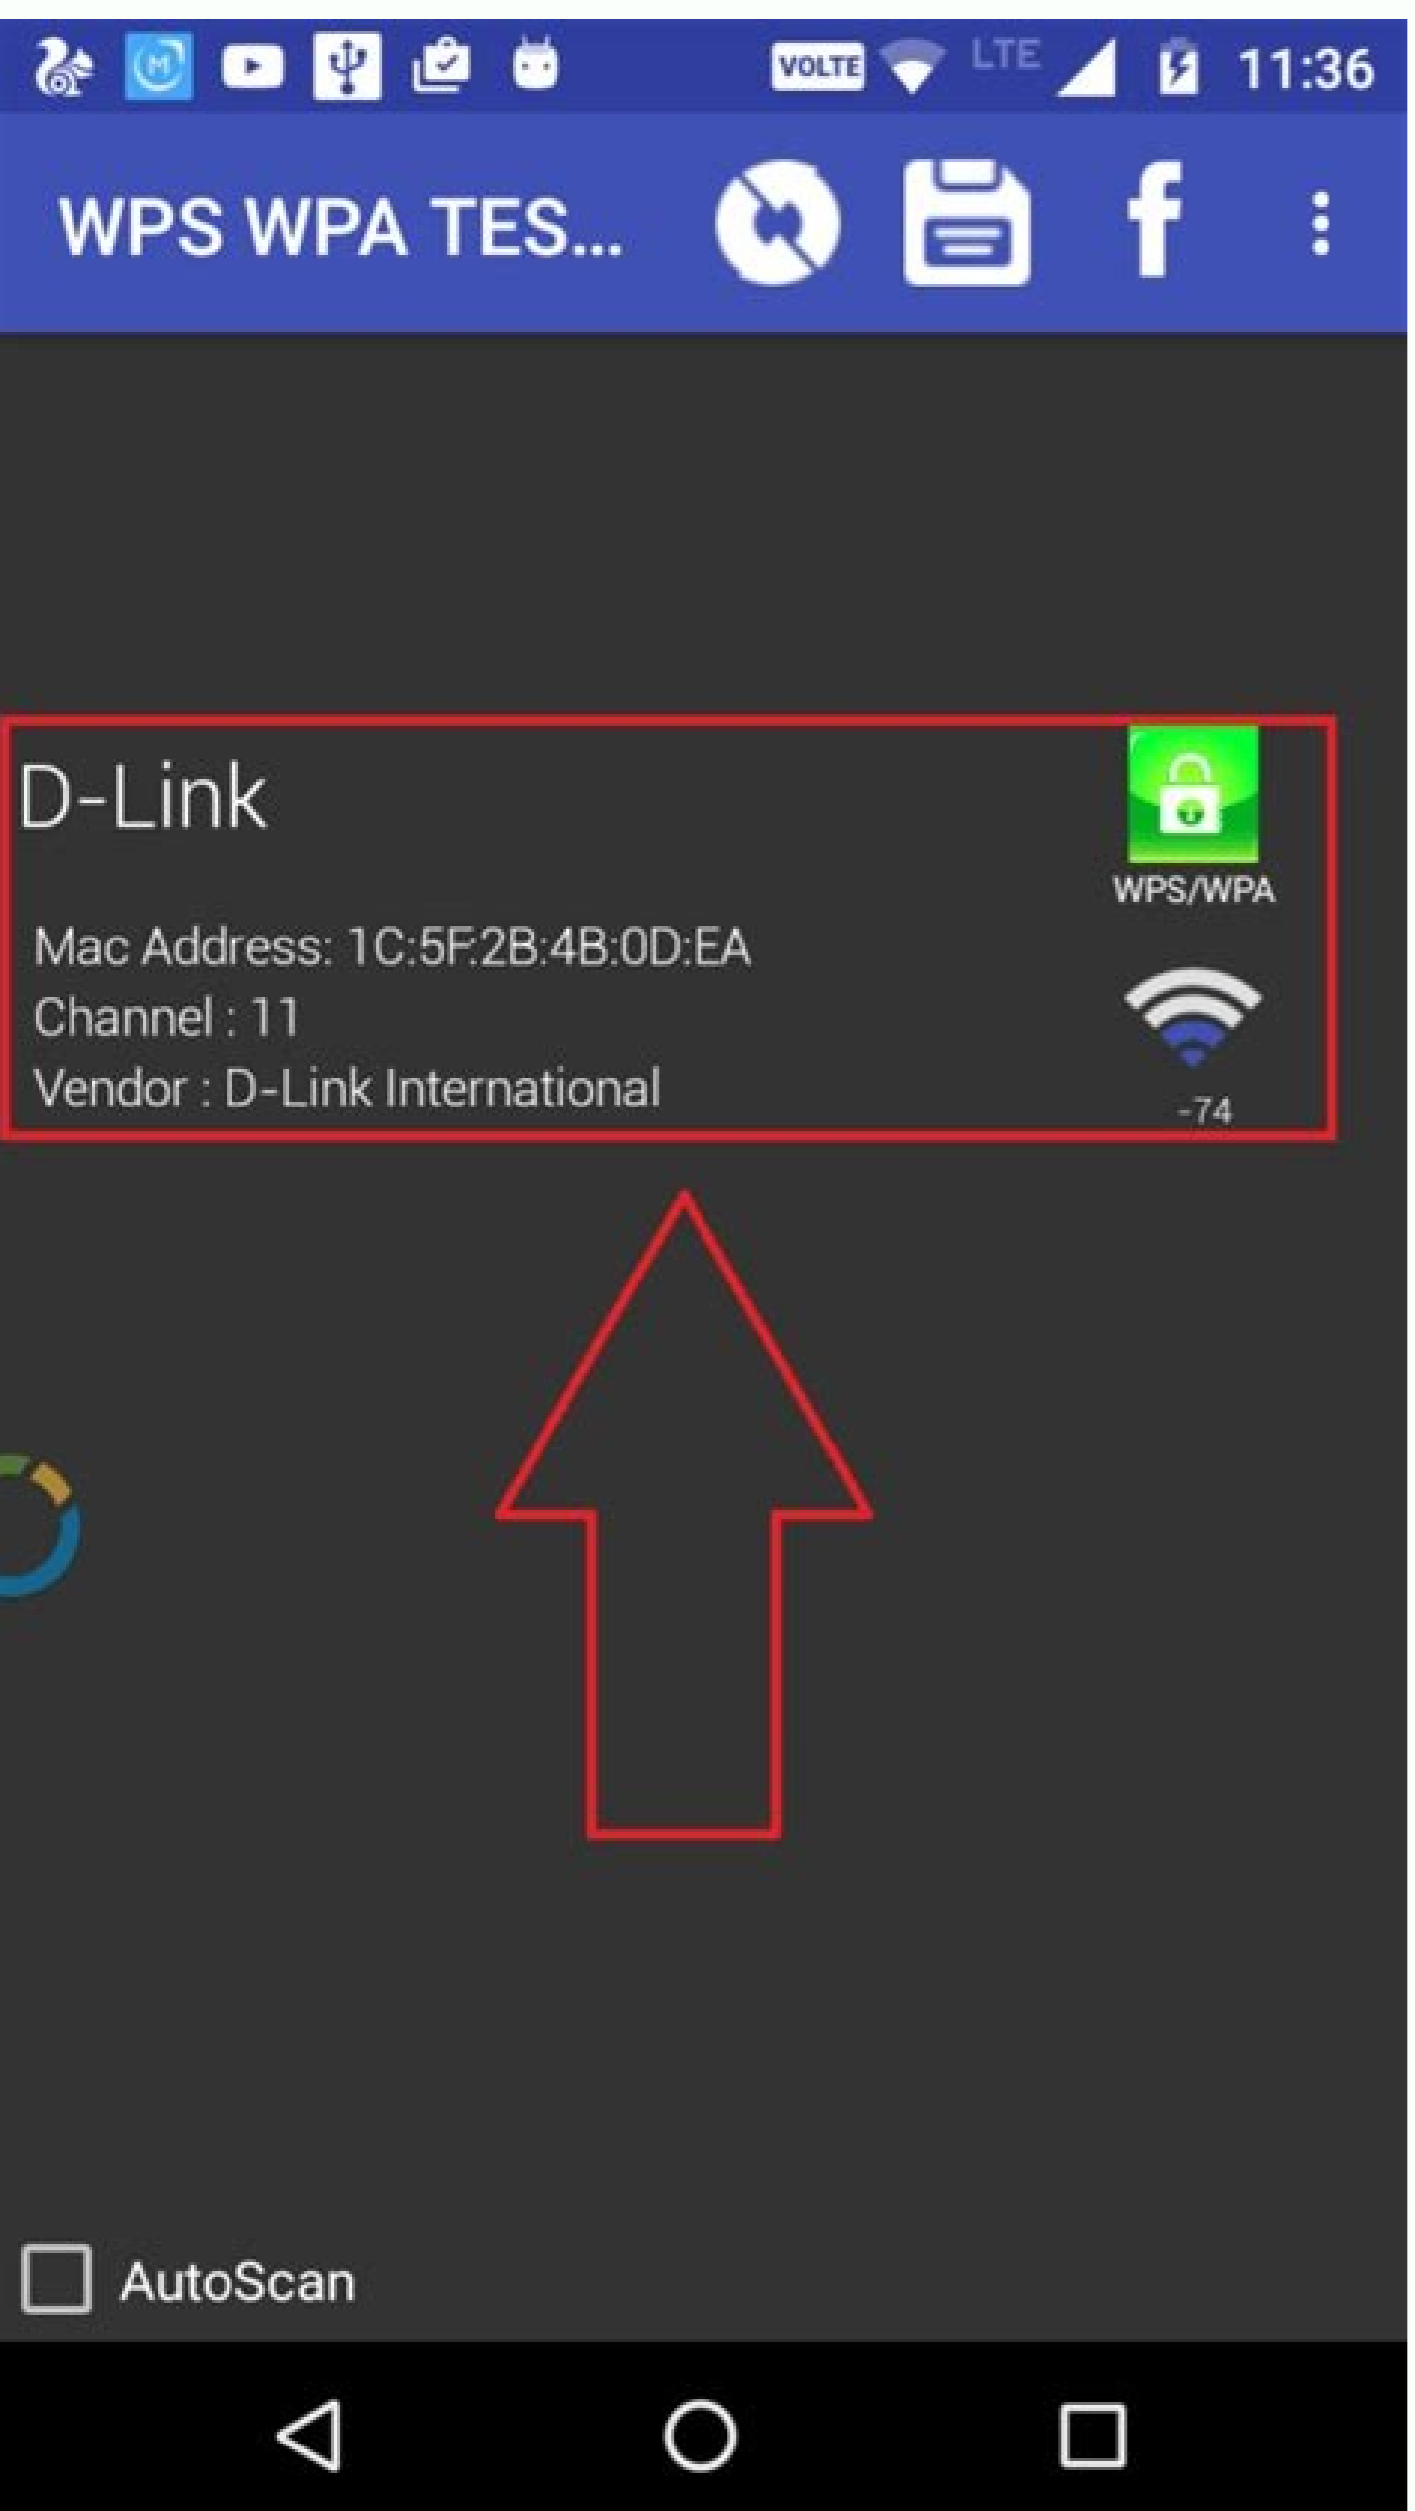 VOLTE LTE 11:36
WPS WPA TES...
D-Link
WPS/WPA
Mac Address: 1C:5F:2B:4B:0D:EA
Channel : 11
Vendor : D-Link International
-74
AutoScan